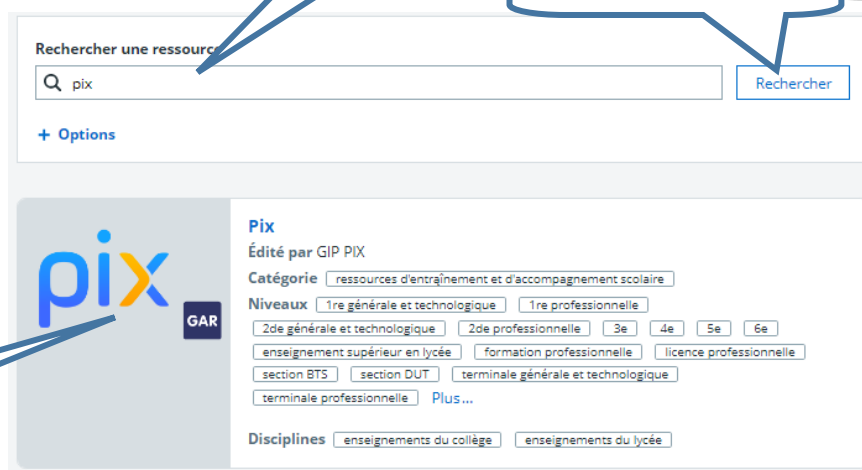 Rechercher une ressource
pix
Rechercher
+ Options
pix
GAR
Pix
Édité par GIP PIX
Catégorie ressources d'entraînement et d'accompagnement scolaire
Niveaux 1re générale et technologique 1re professionnelle
2de générale et technologique 2de professionnelle 3e 4e 5e 6e
enseignement supérieur en lycée formation professionnelle licence professionnelle
section BTS section DUT terminale générale et technologique
terminale professionnelle Plus...
Disciplines enseignements du collège enseignements du lycée